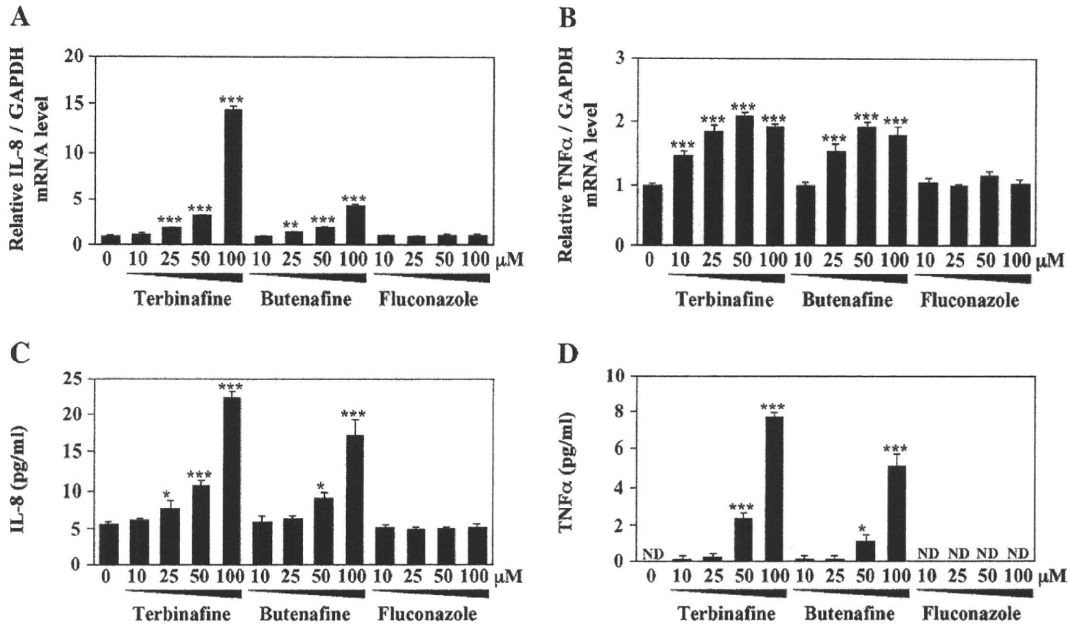 A
Relative IL-8 / GAPDH
mRNA level
20
15
10
5
0
***
***
***
**
***
***
0 10 25 50 100 10 25 50 100 10 25 50 100 μM
Terbinafine Butenafine Fluconazole
B
Relative TNFα / GAPDH
mRNA level
3
2
1
0
***
***
***
***
***
***
***
0 10 25 50 100 10 25 50 100 10 25 50 100 μM
Terbinafine Butenafine Fluconazole
C
IL-8 (pg/ml)
25
20
15
10
5
0
*
***
***
*
***
0 10 25 50 100 10 25 50 100 10 25 50 100 μM
Terbinafine Butenafine Fluconazole
D
TNFα (pg/ml)
10
8
6
4
2
0
ND
***
***
*
***
ND ND ND ND
0 10 25 50 100 10 25 50 100 10 25 50 100 μM
Terbinafine Butenafine Fluconazole